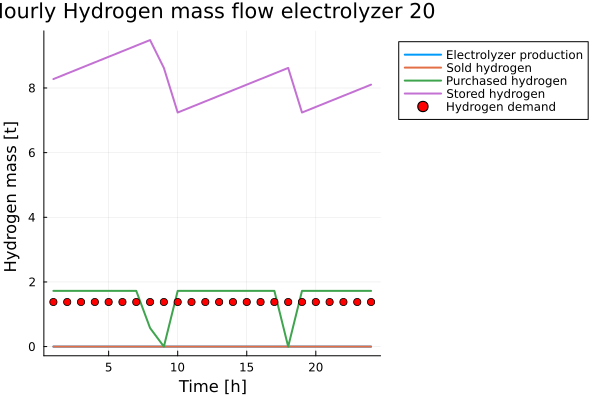 Hourly Hydrogen mass flow electrolyzer 20
Electrolyzer production
Sold hydrogen
Purchased hydrogen
Stored hydrogen
Hydrogen demand
Hydrogen mass [t]
8
6
4
2
0
5
10
15
20
Time [h]